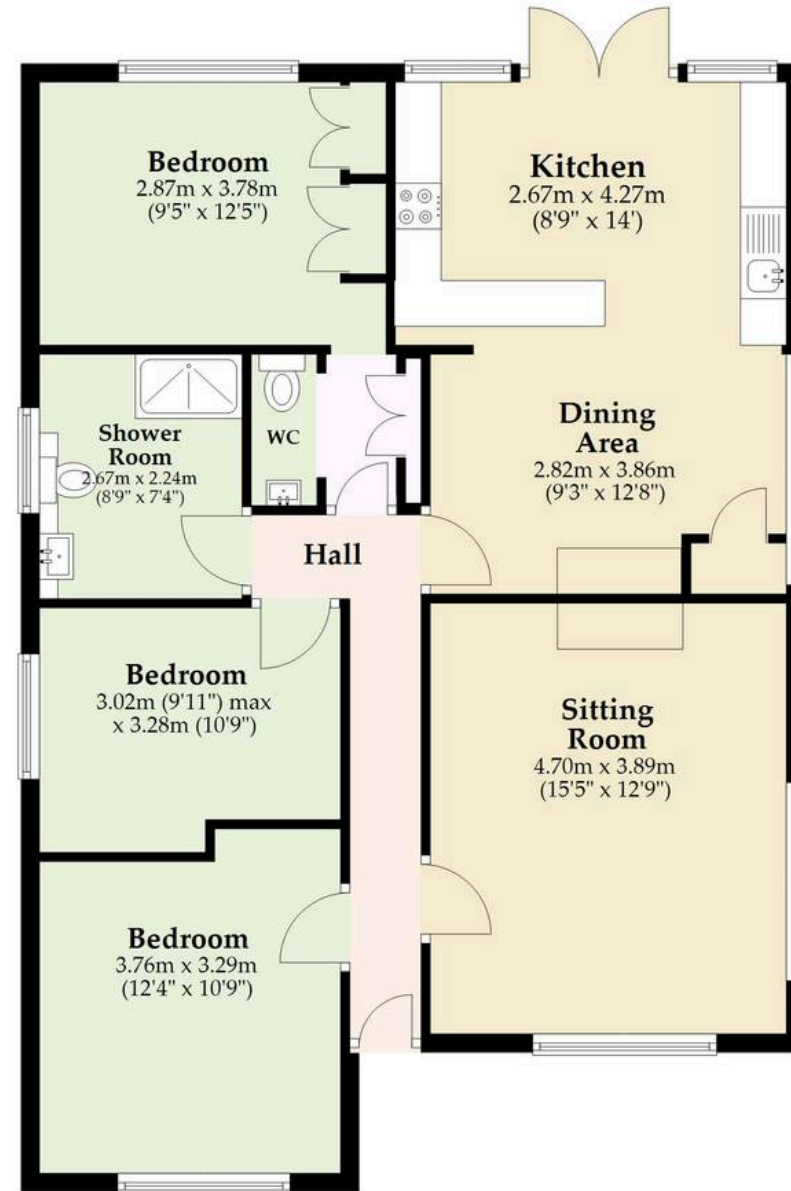 Bedroom
2.87m x 3.78m
(9'5" x 12'5")
Kitchen
2.67m x 4.27m
(8'9" x 14')
Shower
Room
2.67m x 2.24m
(8'9" x 7'4")
WC
Dining
Area
2.82m x 3.86m
(9'3" x 12'8")
Hall
Bedroom
3.02m (9'11") max
x 3.28m (10'9")
Sitting
Room
4.70m x 3.89m
(15'5" x 12'9")
Bedroom
3.76m x 3.29m
(12'4" x 10'9")